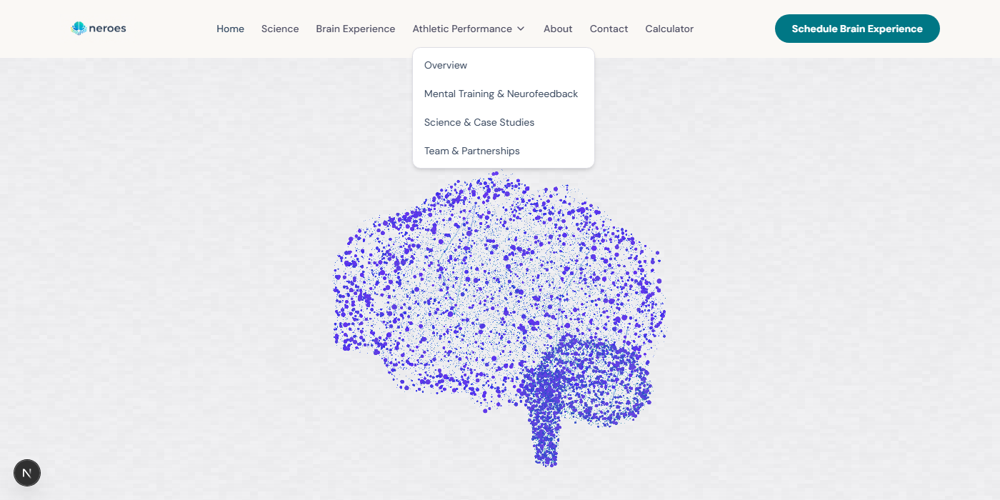 neroes
Home
Science
Brain Experience
Athletic Performance
About
Contact
Calculator
Schedule Brain Experience
Overview
Mental Training & Neurofeedback
Science & Case Studies
Team & Partnerships
N